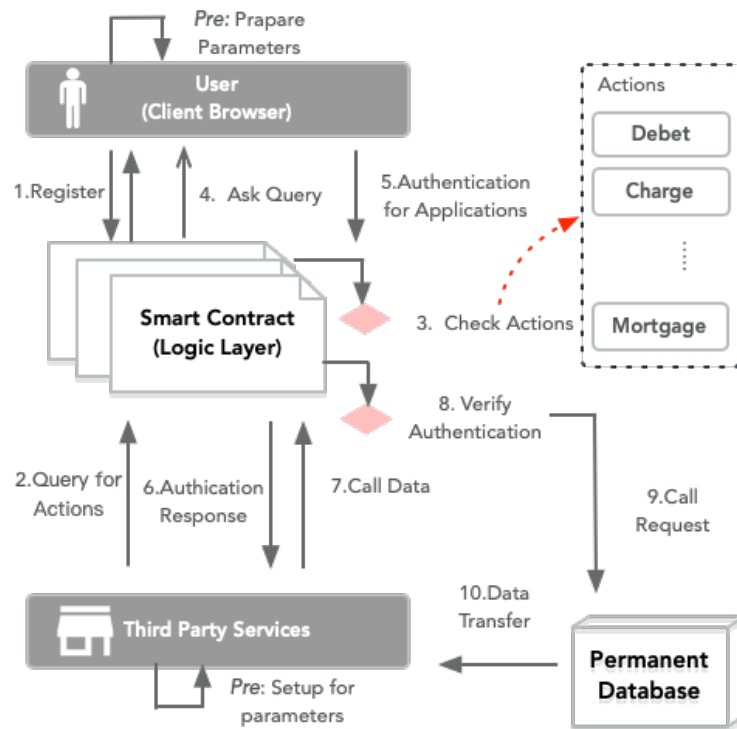 Pre: Prapare
Parameters
User
(Client Browser)
Actions
Debet
Charge
Mortgage
1.Register
4. Ask Query
5.Authentication
for Applications
Smart Contract
(Logic Layer)
3. Check Actions
8. Verify
Authentication
2.Query for
Actions
6.Authication
Response
7.Call Data
9.Call
Request
10.Data
Transfer
Third Party Services
Permanent
Database
Pre: Setup for
parameters